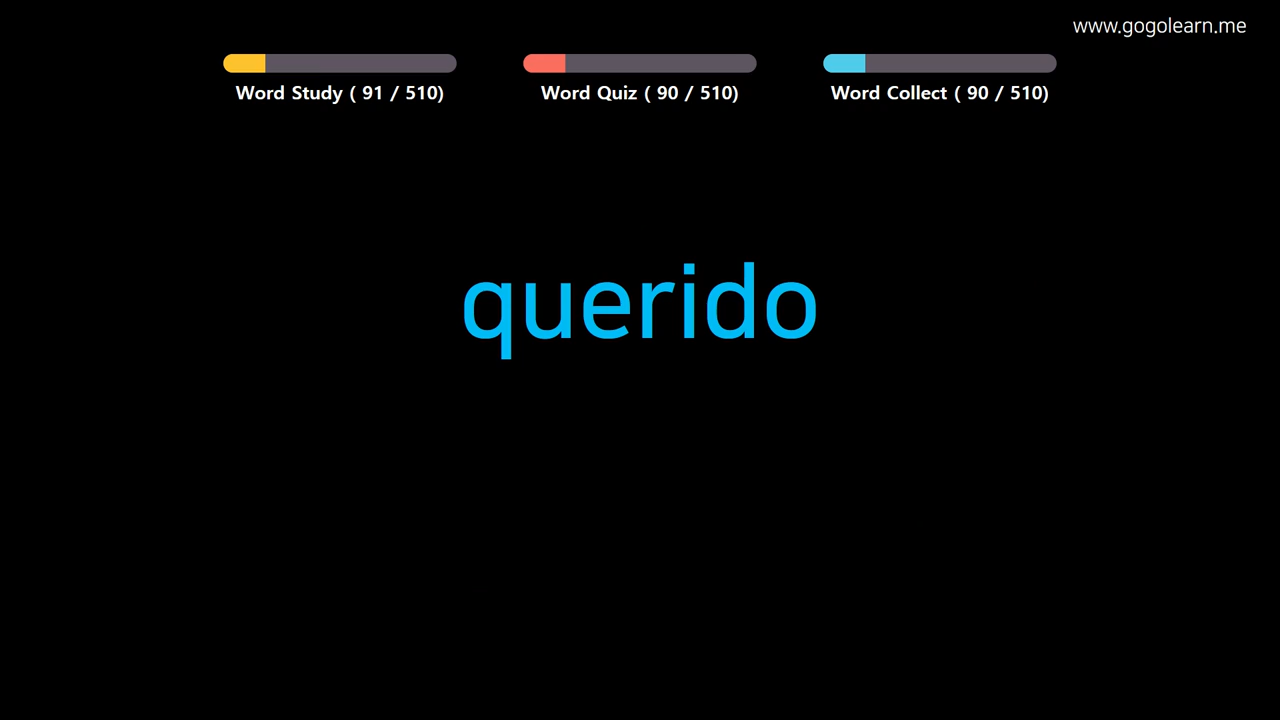 www.gogolearn.me
Word Study ( 91 / 510)
Word Quiz ( 90 / 510)
Word Collect ( 90 / 510)
querido